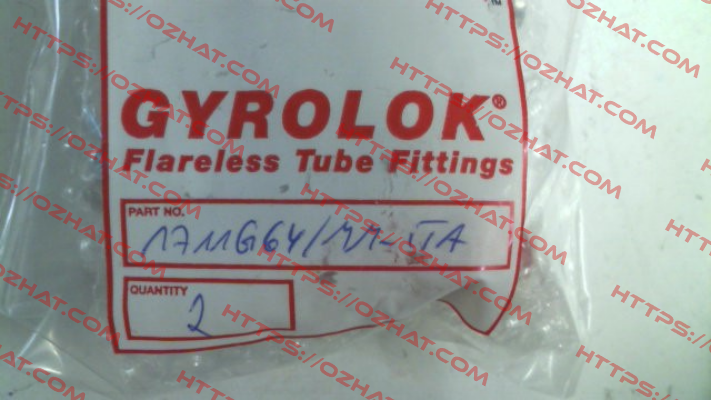 GYROLOK®
Flareless Tube Fittings
PART NO.
QUANTITY
2
HTTPS://OZHAT.COM